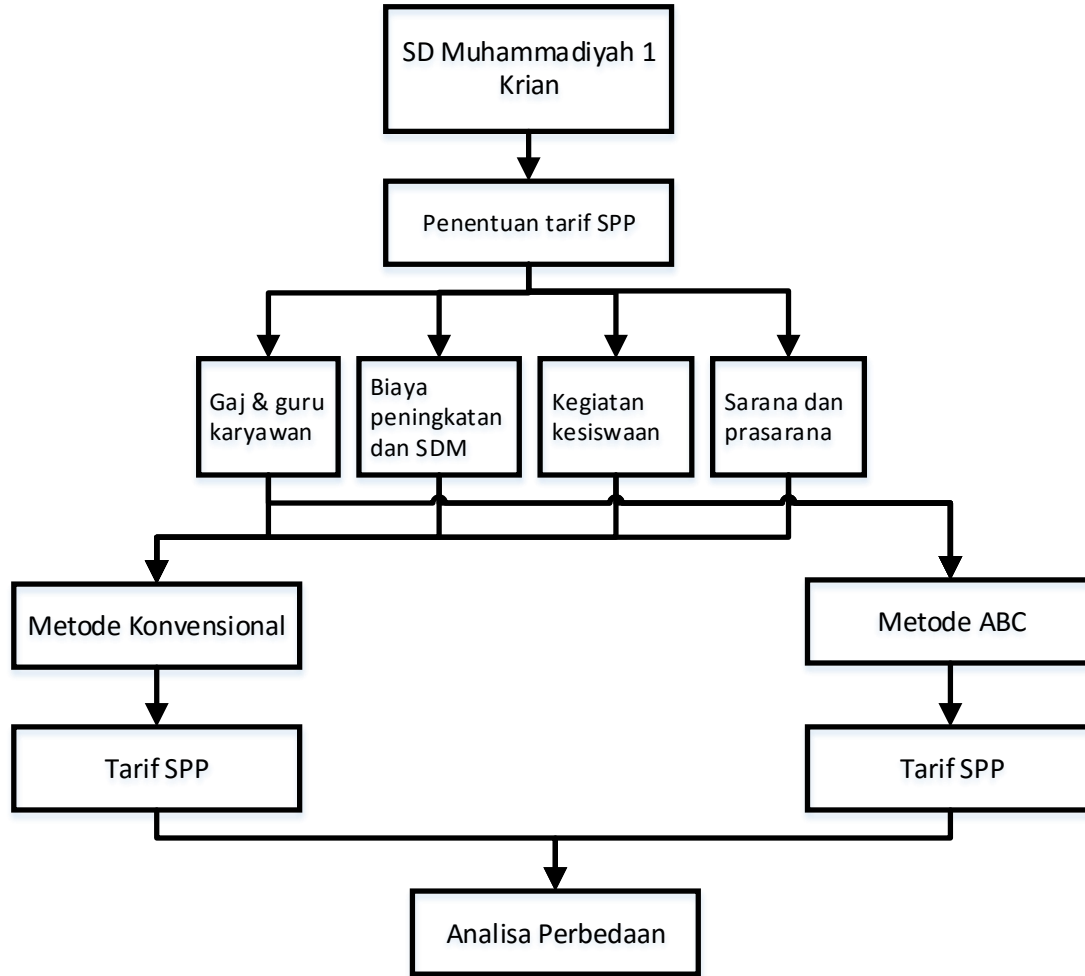 SD Muhammadiyah 1
Krian
Penentuan tarif SPP
Gaj & guru
karyawan
Biaya
peningkatan
dan SDM
Kegiatan
kesiswaan
Sarana dan
prasarana
Metode Konvensional
Metode ABC
Tarif SPP
Tarif SPP
Analisa Perbedaan